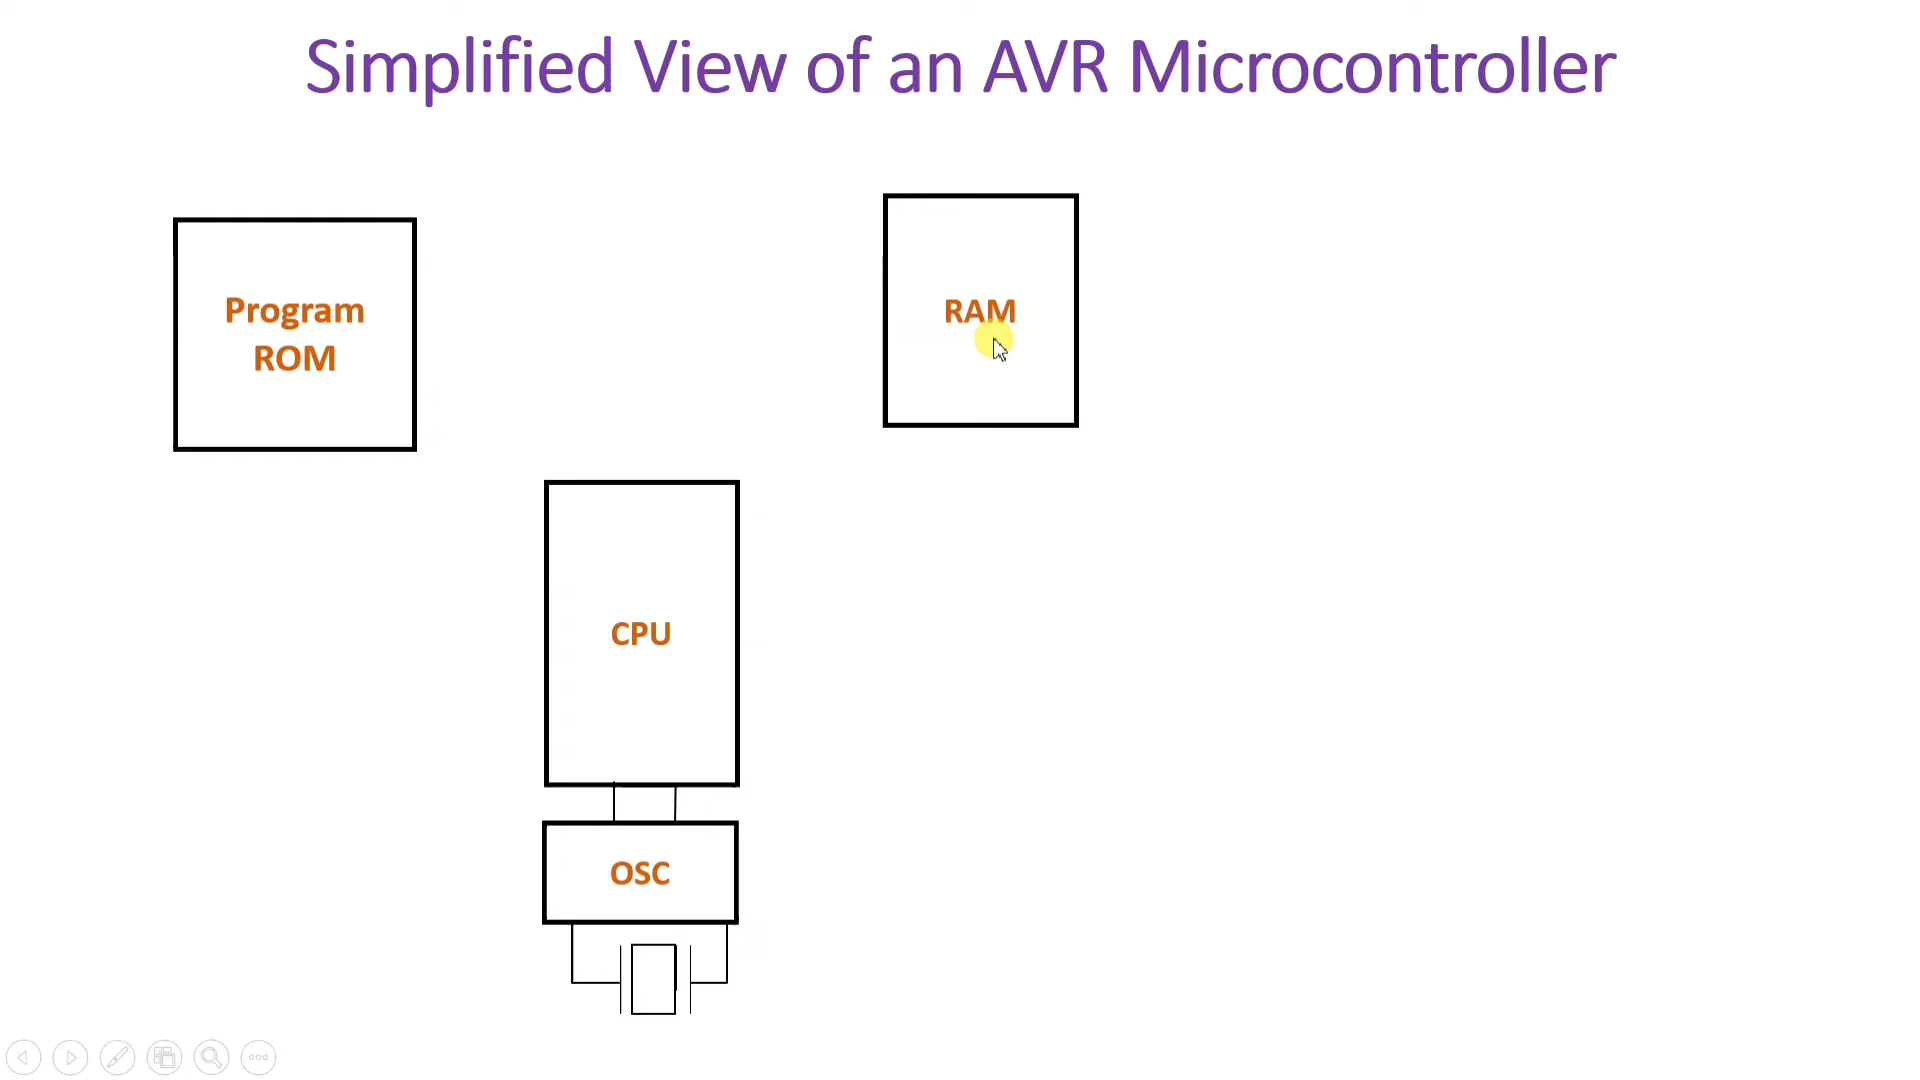 Simplified View of an AVR Microcontroller
Program
ROM
RAM
CPU
OSC